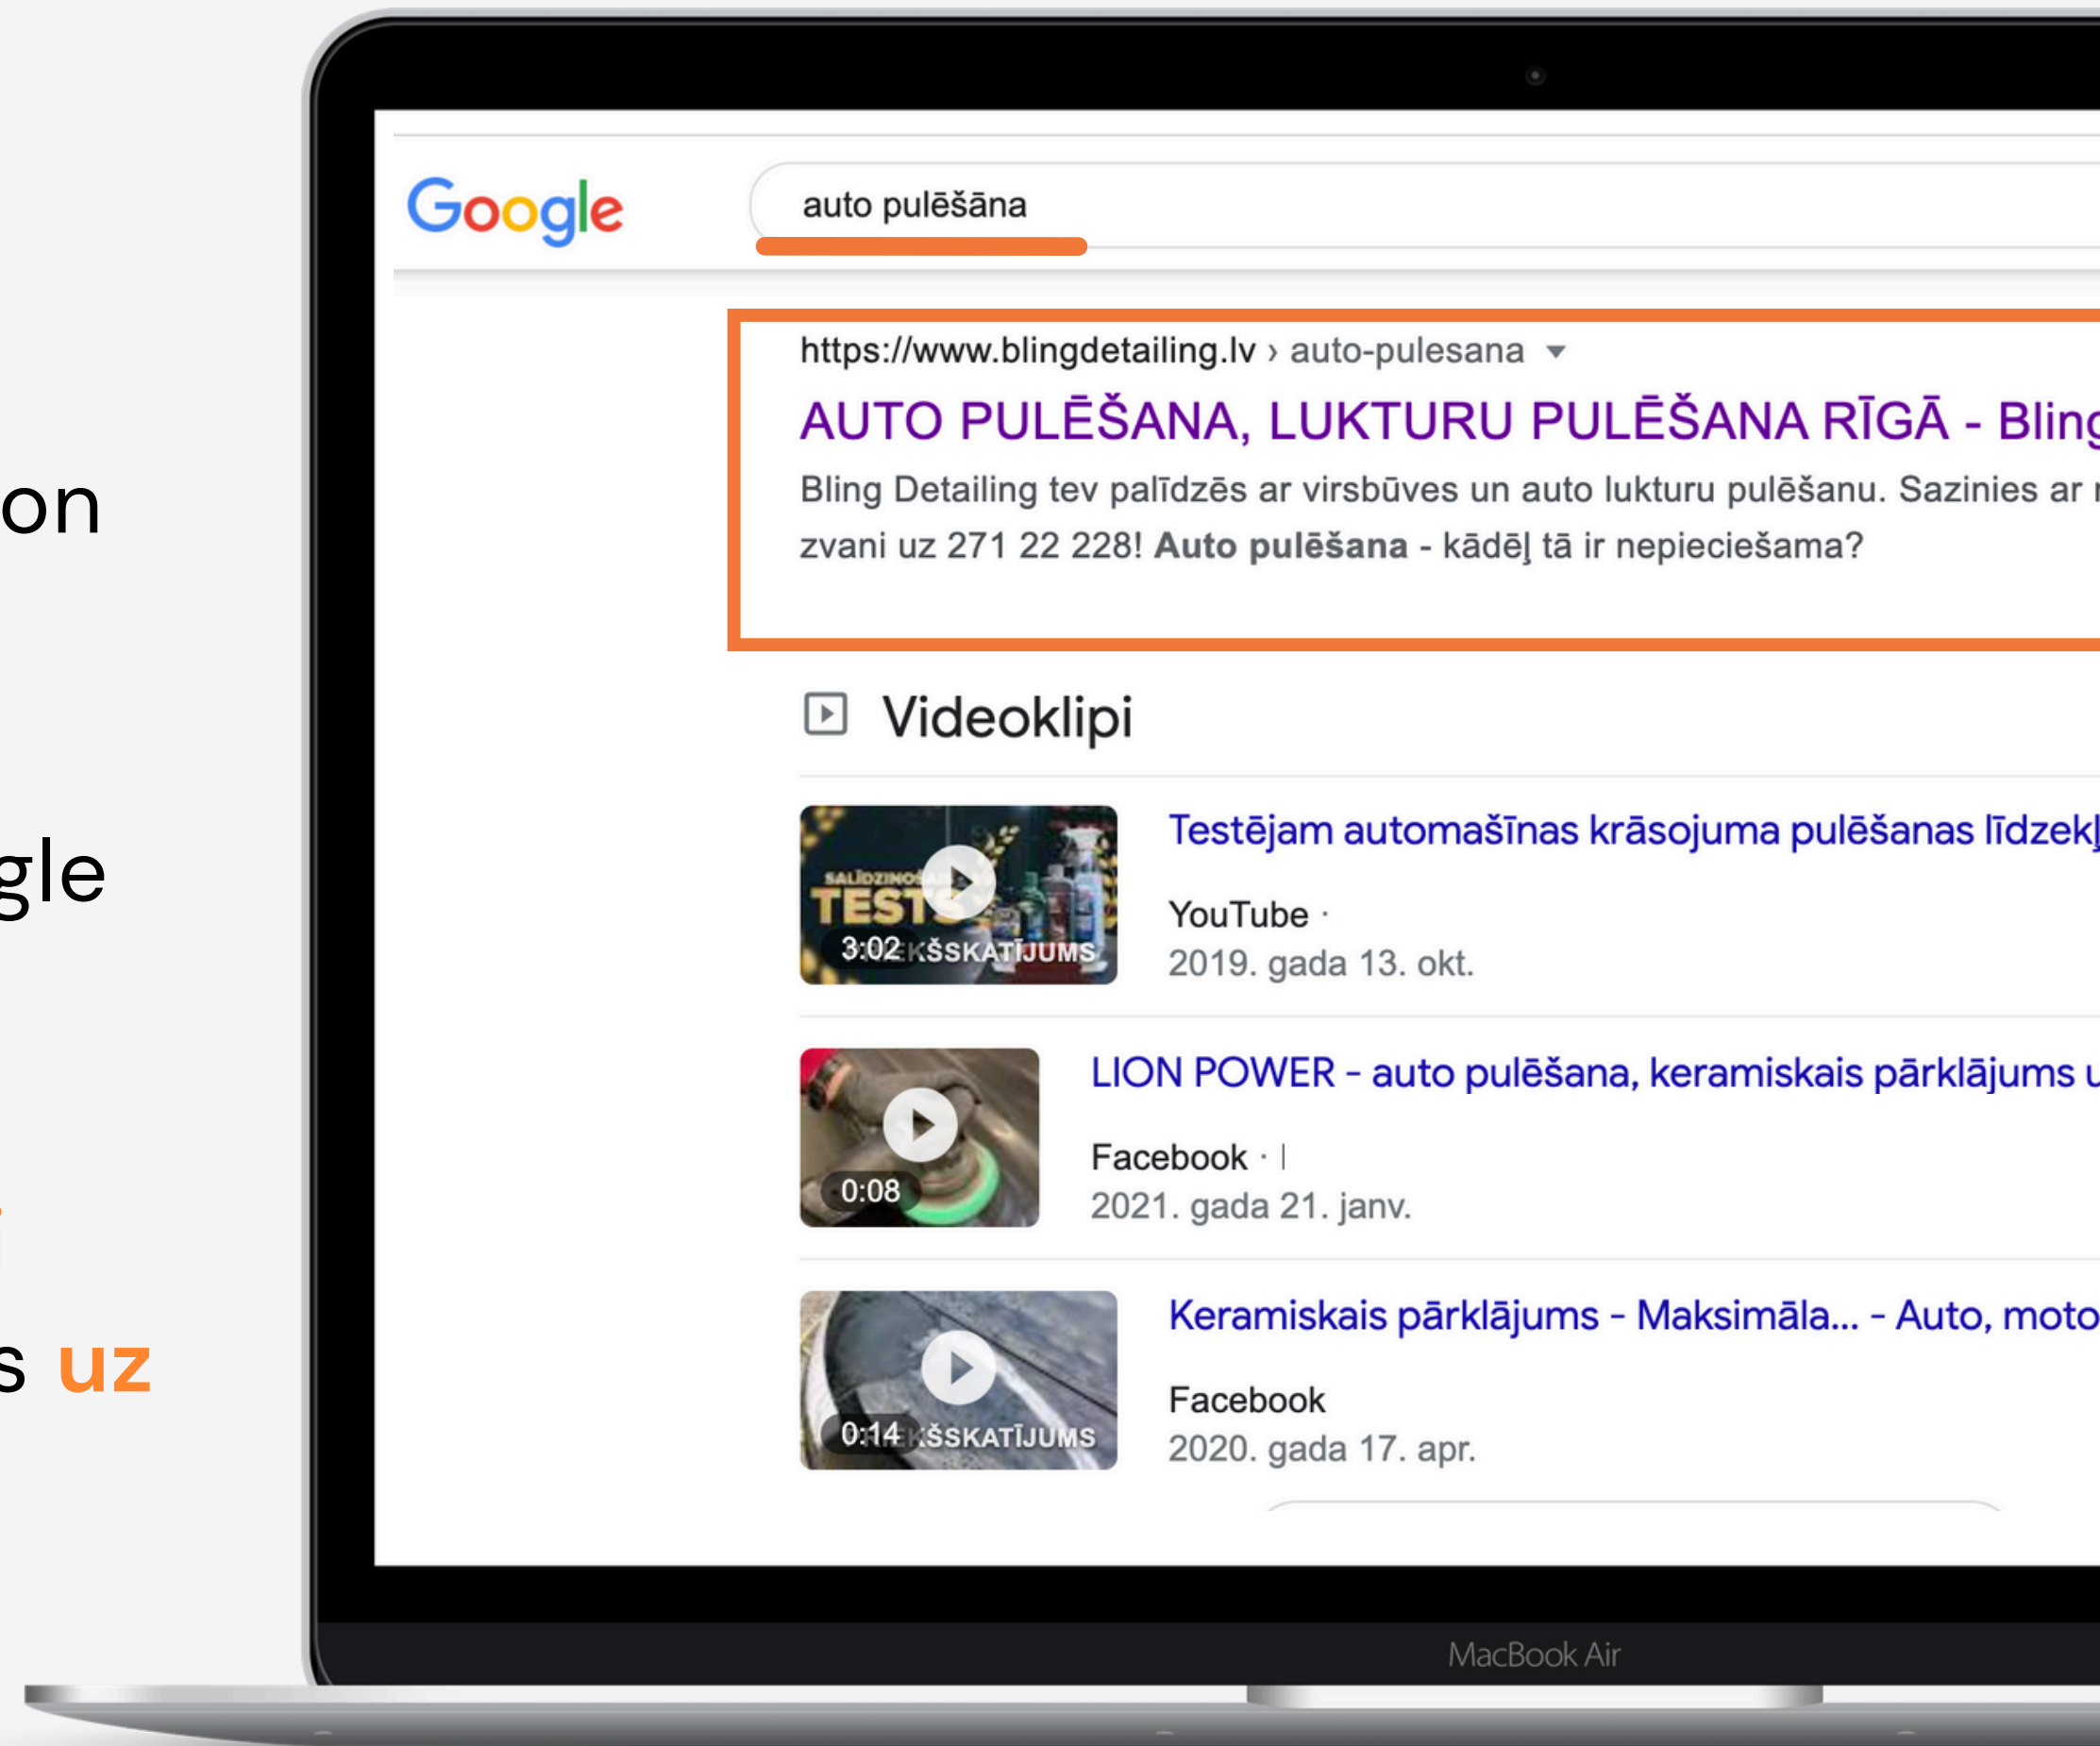 on
gle
s uz
Google
auto pulēšāna
https://www.blingdetailing.lv › auto-pulesana
AUTO PULĒŠANA, LUKTURU PULĒŠANA RĪGĀ - Bling
Bling Detailing tev palīdzēs ar virsbūves un auto lukturu pulēšanu. Sazinies ar
zvani uz 271 22 228! Auto pulēšana - kādēļ tā ir nepieciešama?
Videoklipi
SALĪDZINOŠAIS
TESTS
3:02
PRIEKŠSKATĪJUMS
Testējam automašīnas krāsojuma pulēšanas līdzekļ
YouTube ·
2019. gada 13. okt.
0:08
LION POWER - auto pulēšana, keramiskais pārklājums u
Facebook ·
2021. gada 21. janv.
0:14
PRIEKŠSKATĪJUMS
Keramiskais pārklājums - Maksimāla... - Auto, moto
Facebook
2020. gada 17. apr.
MacBook Air